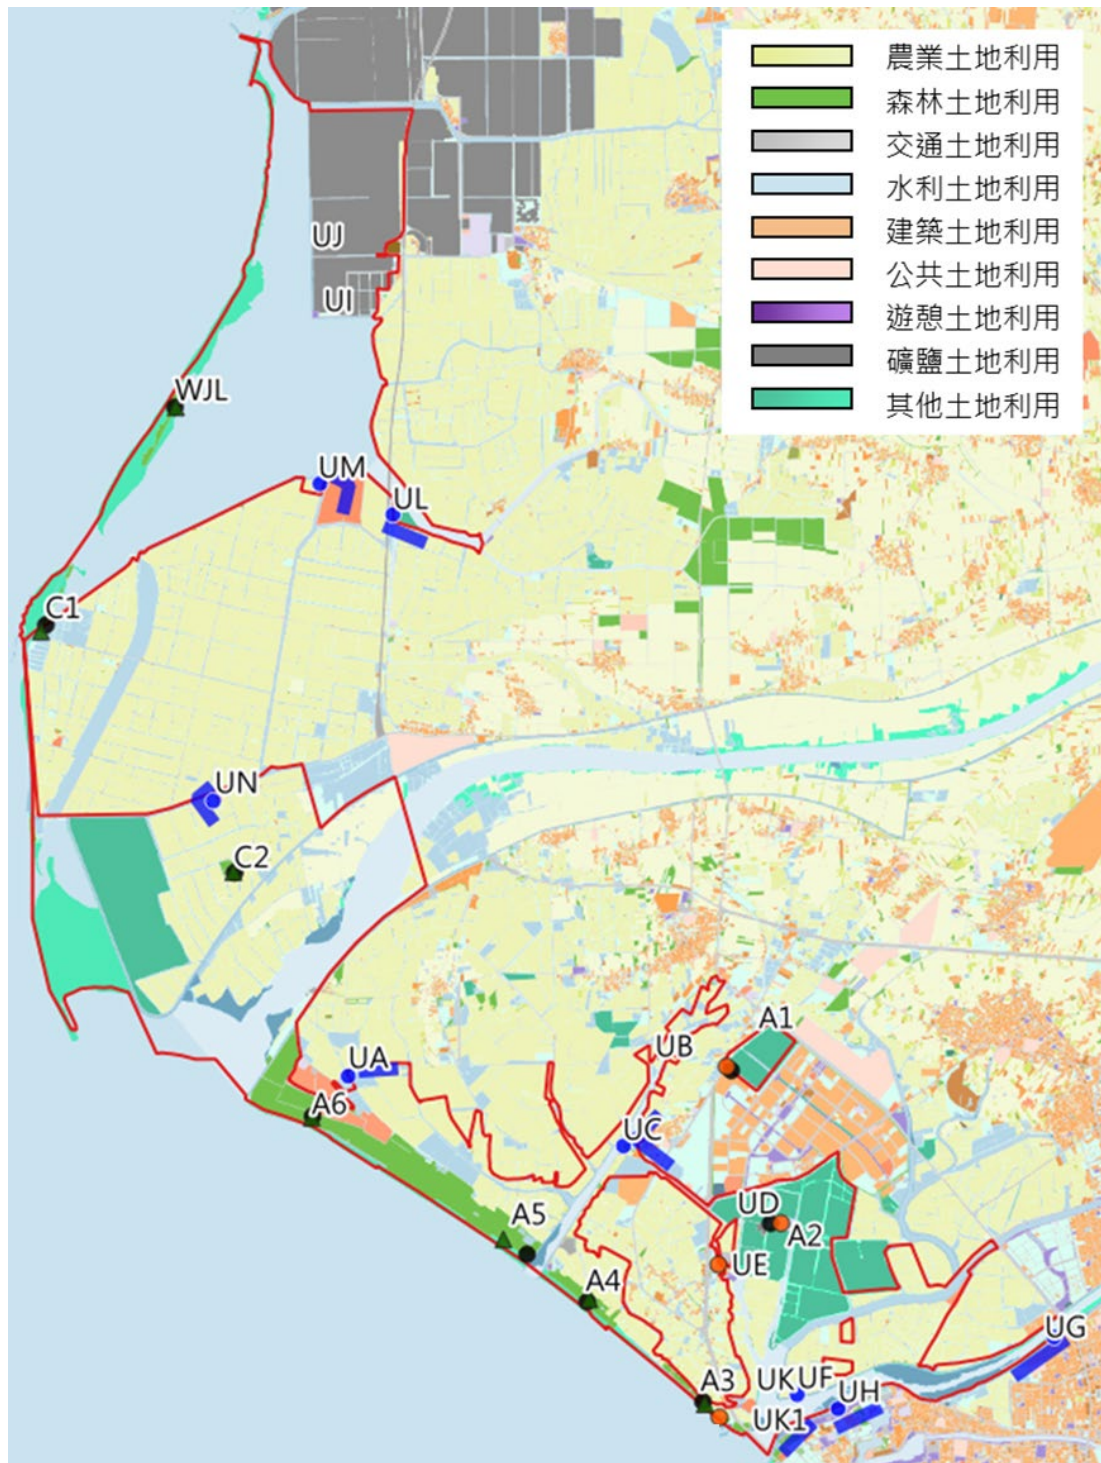 農業土地利用
森林土地利用
交通土地利用
水利土地利用
建築土地利用
公共土地利用
遊憩土地利用
礦鹽土地利用
其他土地利用
UJ
UI
WJL
UM
UL
C1
UN
C2
A1
UB
UA
A6
UC
A5
UD
A2
UE
A4
UG
A3
UK
UF
UH
UK1